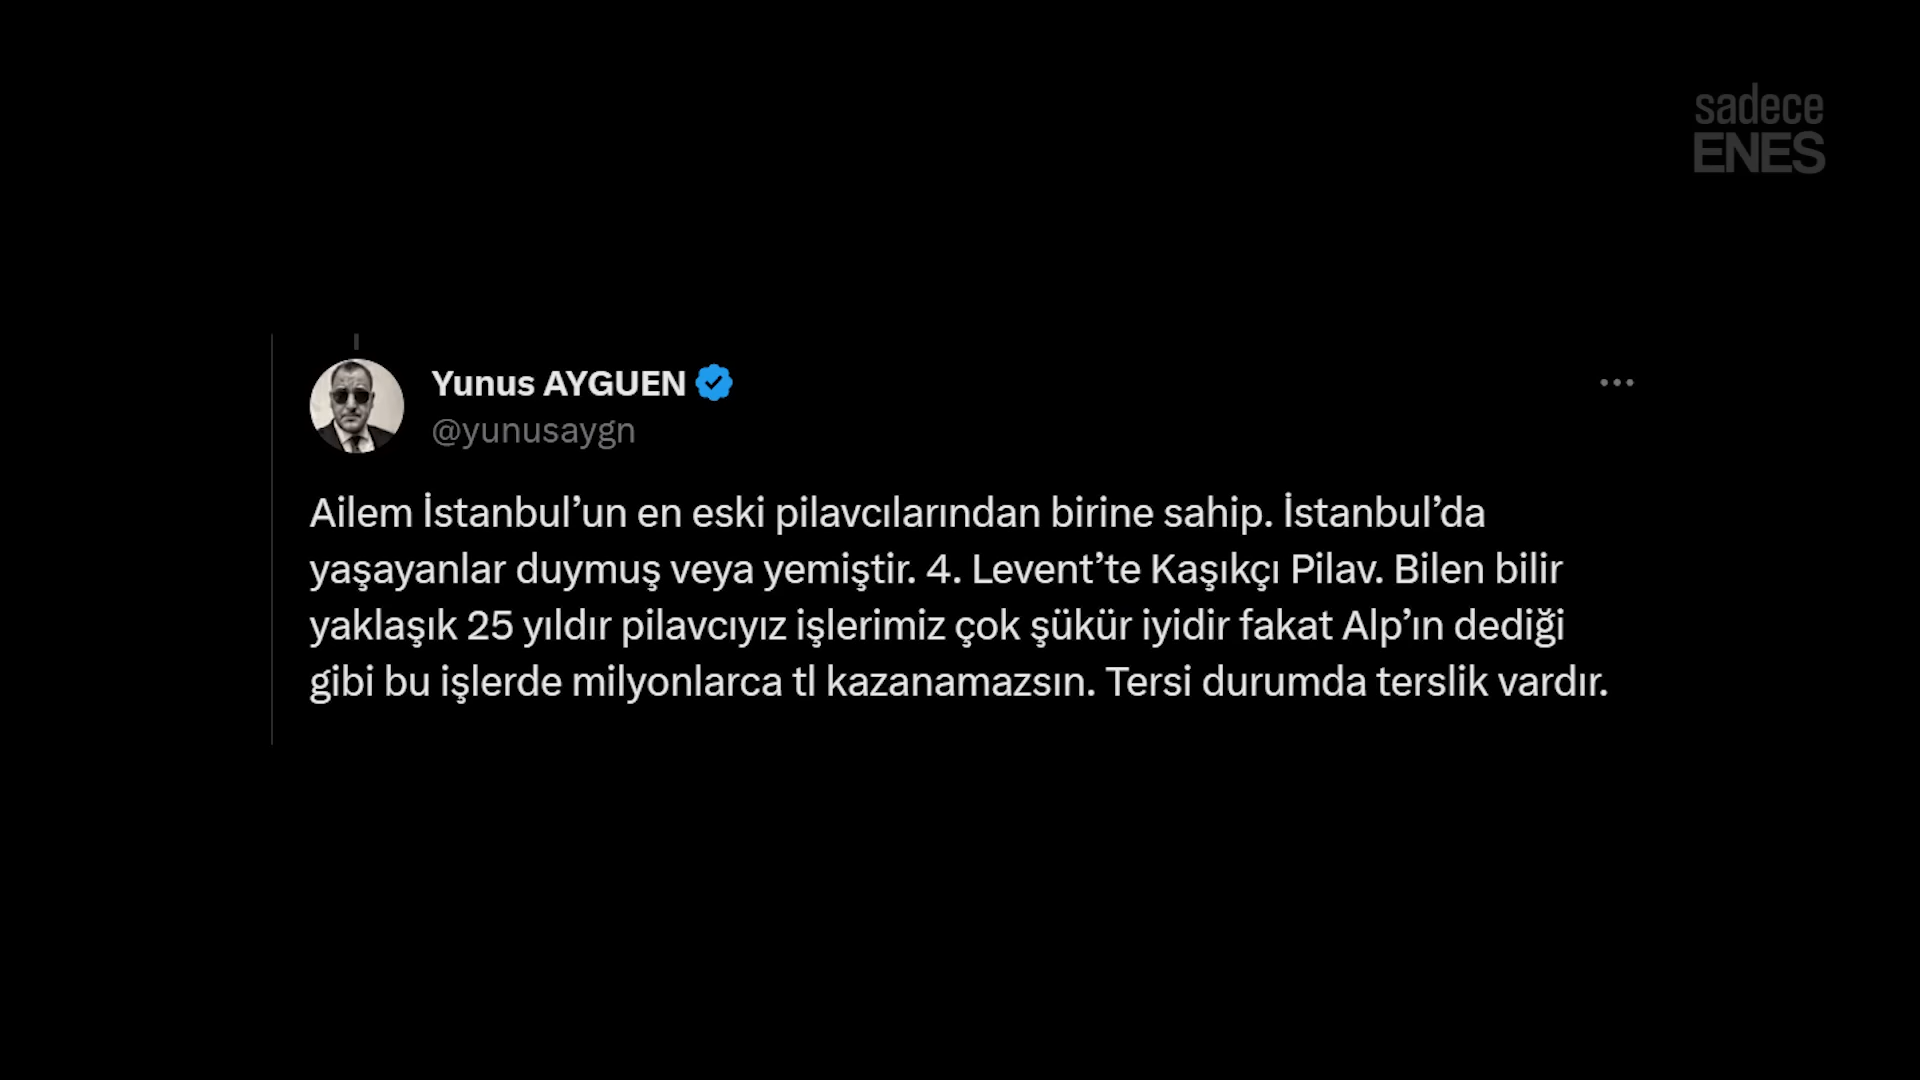 sadece
ENES
Yunus AYGUEN
@yunusaygn
Ailem İstanbul’un en eski pilavcılarından birine sahip. İstanbul’da
yaşayanlar duymuş veya yemiştir. 4. Levent’te Kaşıkçı Pilav. Bilen bilir
yaklaşık 25 yıldır pilavcıyız işlerimiz çok şükür iyidir fakat Alp’ın dediği
gibi bu işlerde milyonlarca tl kazanamazsın. Tersi durumda terslik vardır.